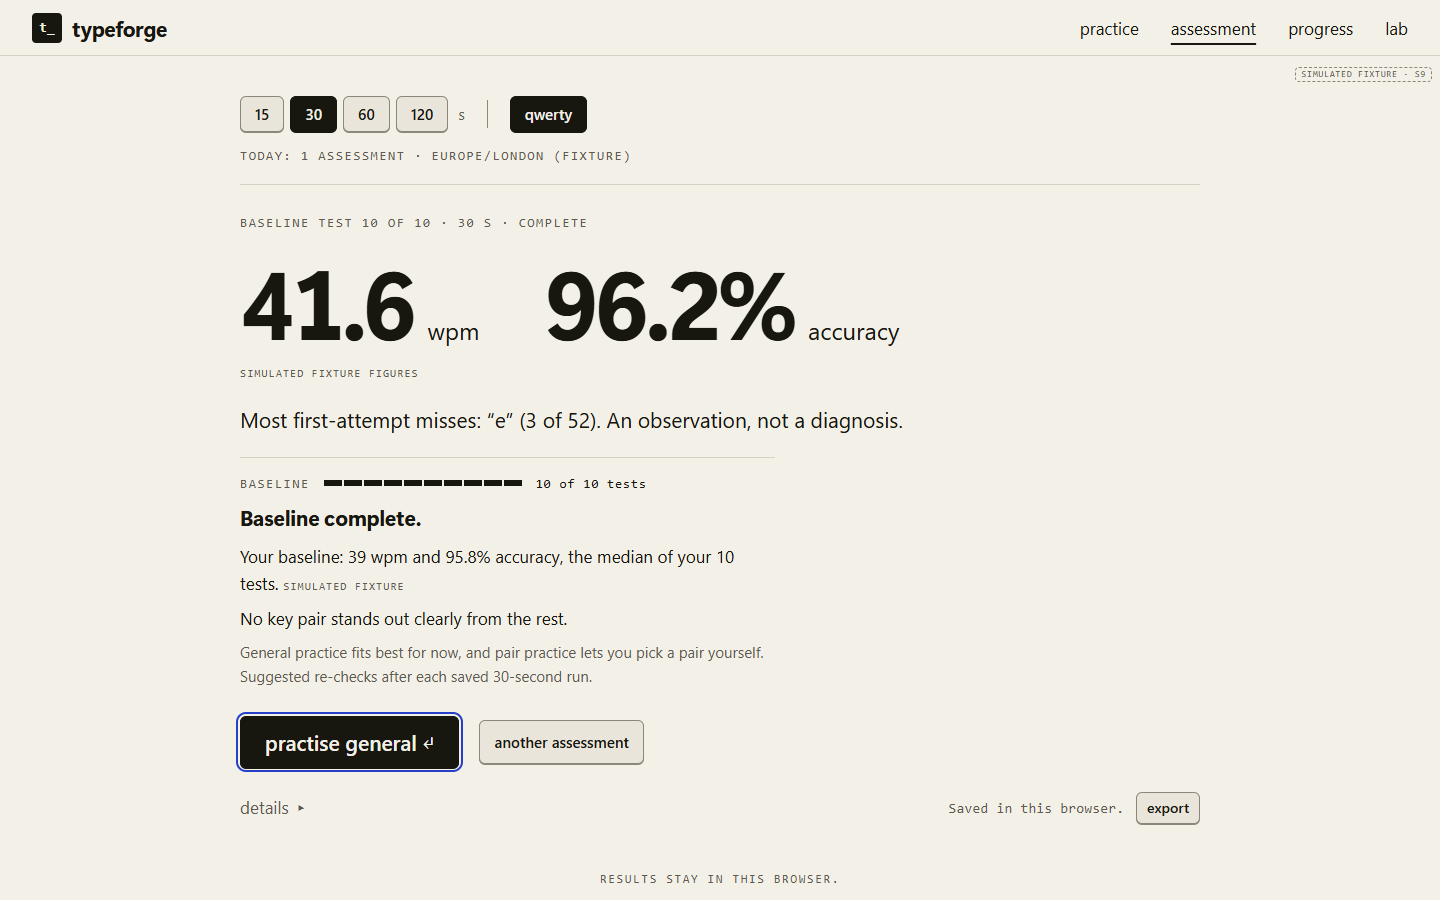 t_ typeforge practice assessment progress lab
SIMULATED FIXTURE · S9
15 30 60 120 s qwerty
TODAY: 1 ASSESSMENT · EUROPE/LONDON (FIXTURE)
BASELINE TEST 10 OF 10 · 30 S · COMPLETE
41.6 wpm 96.2% accuracy
SIMULATED FIXTURE FIGURES
Most first-attempt misses: “e” (3 of 52). An observation, not a diagnosis.
BASELINE 10 of 10 tests
Baseline complete.
Your baseline: 39 wpm and 95.8% accuracy, the median of your 10
tests. SIMULATED FIXTURE
No key pair stands out clearly from the rest.
General practice fits best for now, and pair practice lets you pick a pair yourself.
Suggested re-checks after each saved 30-second run.
practise general ↵ another assessment
details ▸ Saved in this browser. export
RESULTS STAY IN THIS BROWSER.